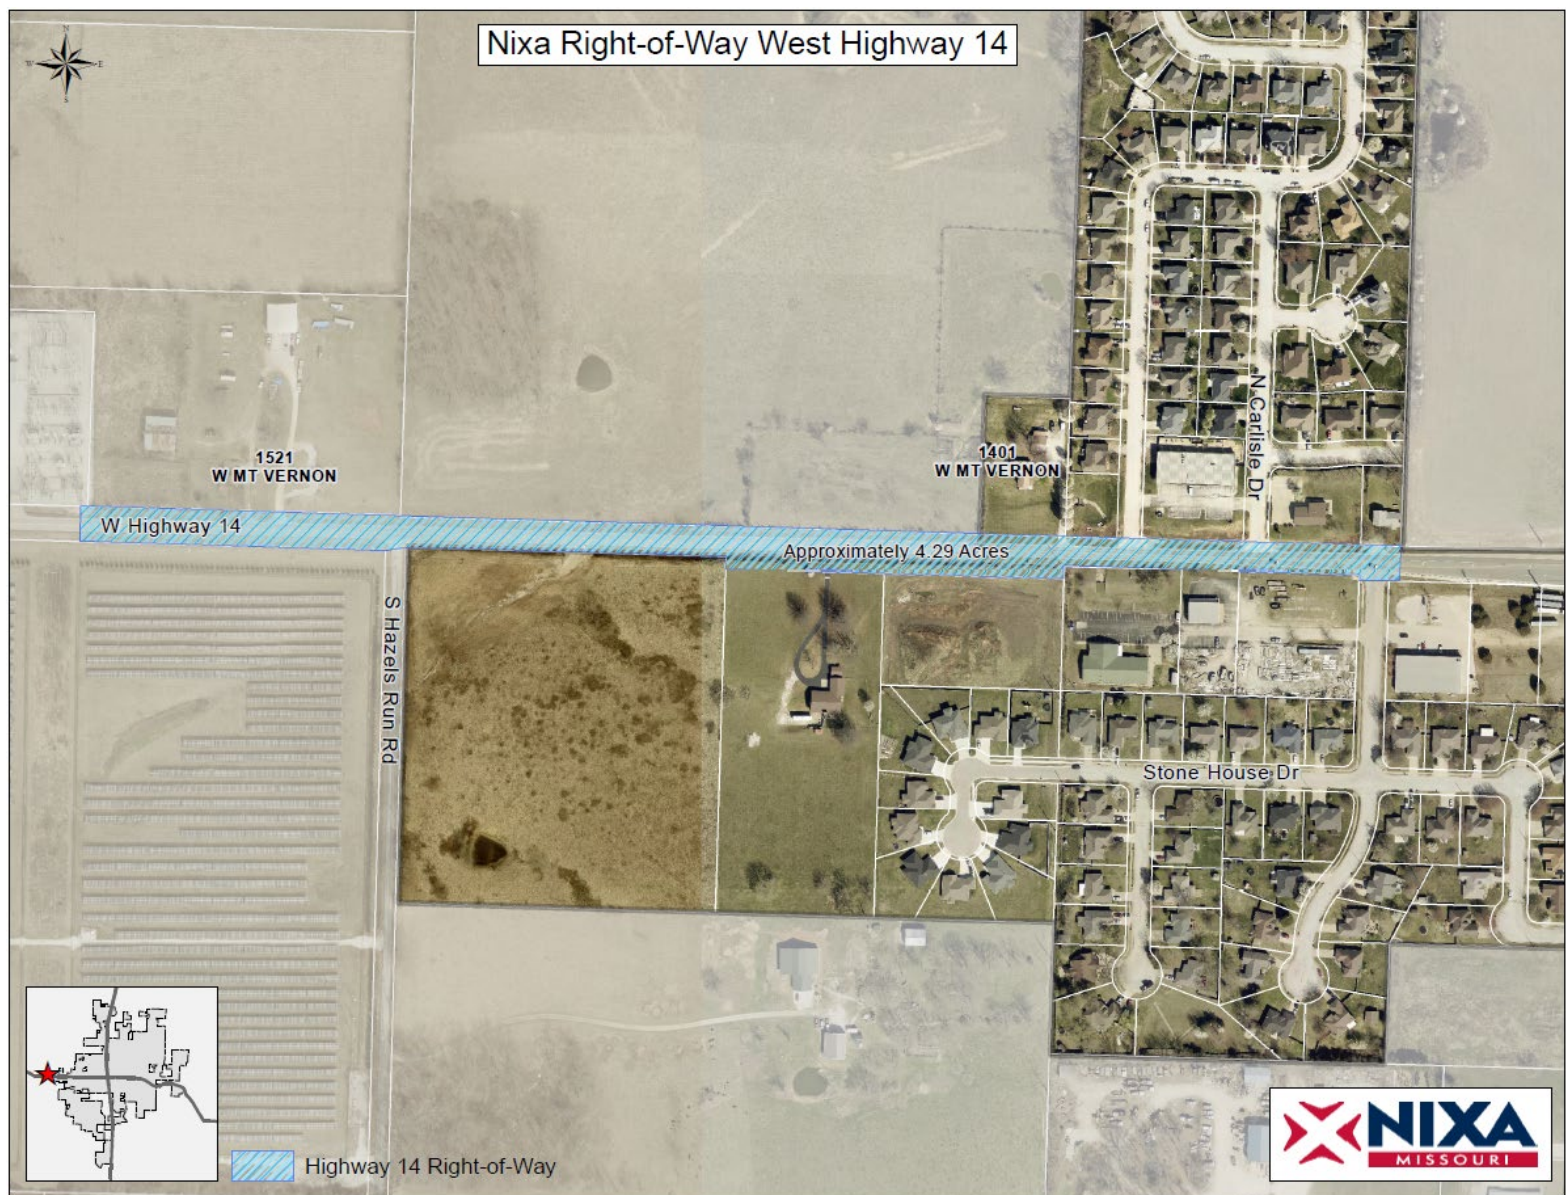 Nixa Right-of-Way West Highway 14
N
W
E
S
1521
W MT VERNON
1401
W MT VERNON
N Carlisle Dr
W Highway 14
Approximately 4.29 Acres
S Hazels Run Rd
Stone House Dr
Highway 14 Right-of-Way
NIXA
MISSOURI